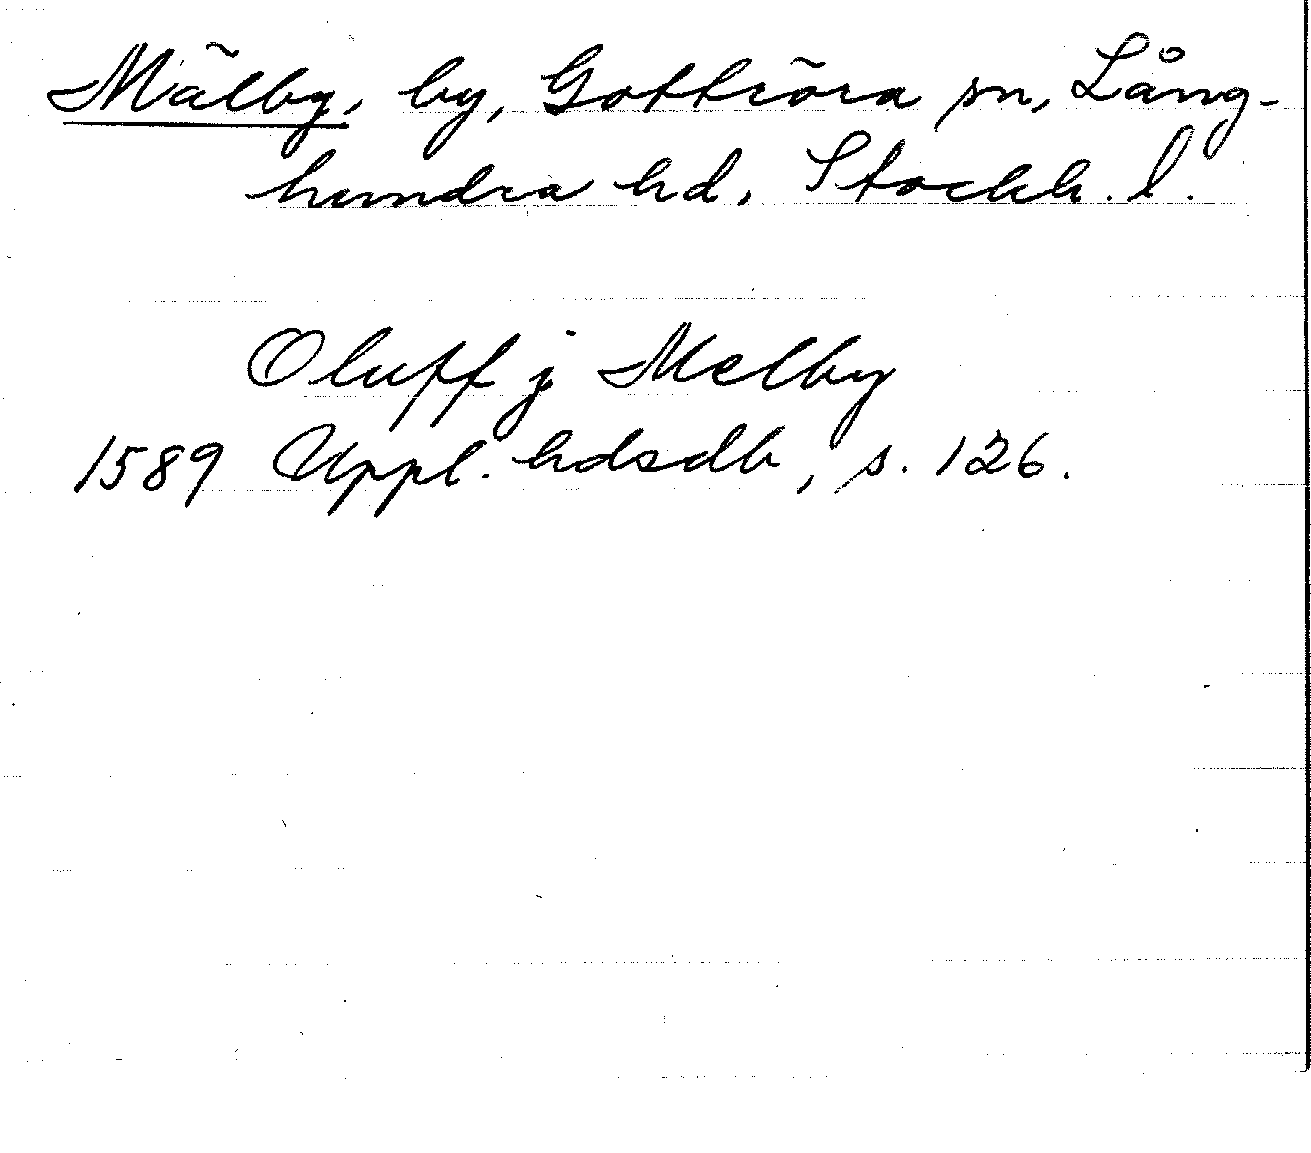 Mälby, by, Gottröra sn, Lång-
hundra hd, Stockh. l.
Oluff j Melby
1589 Uppl. hdsdb, s. 126.